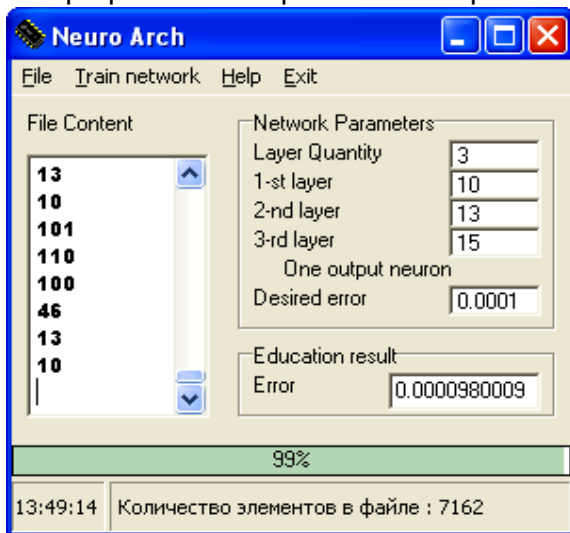 Neuro Arch
File Train network Help Exit
File Content
13
10
101
110
100
46
13
10
Network Parameters
Layer Quantity 3
1-st layer 10
2-nd layer 13
3-rd layer 15
One output neuron
Desired error 0.0001
Education result
Error 0.0000980009
99%
13:49:14 Количество элементов в файле : 7162